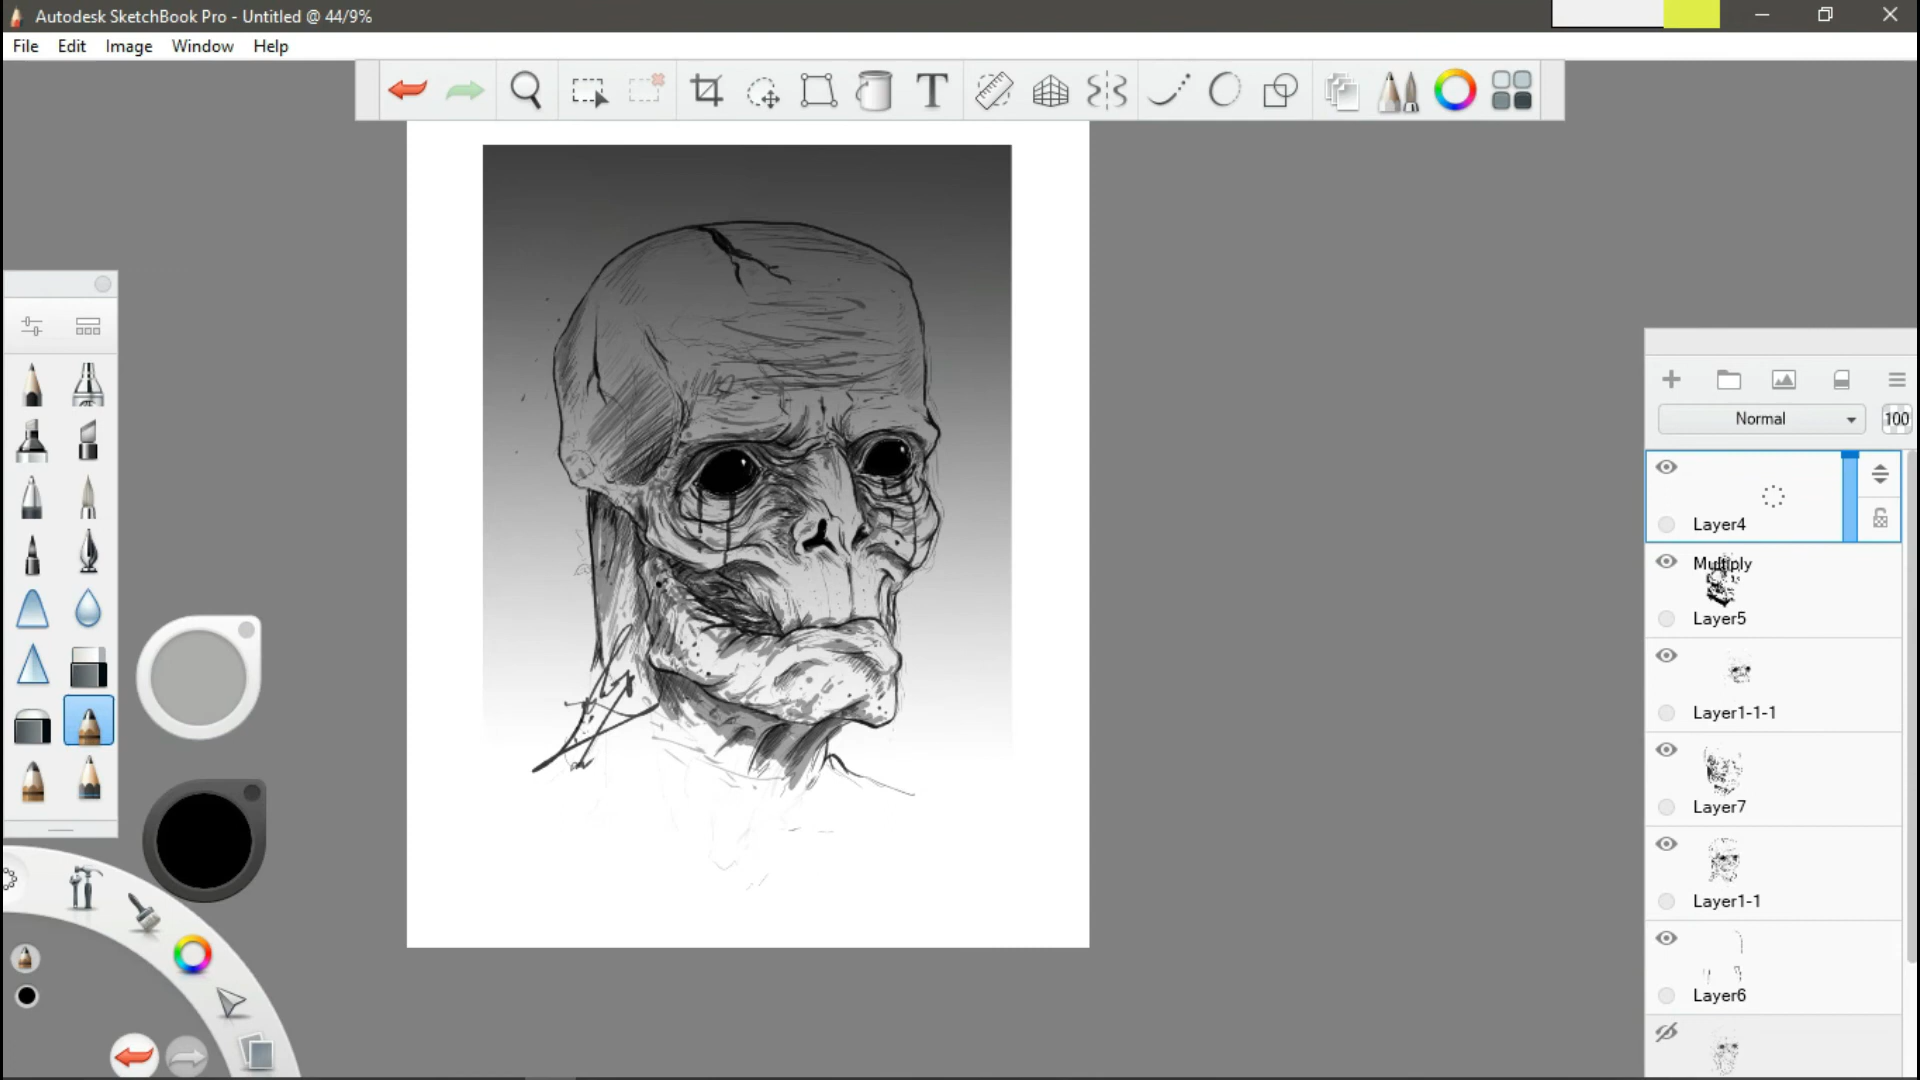 Autodesk SketchBook Pro - Untitled @ 44/9%
File Edit Image Window Help
T
Normal 100
Layer4
Multiply
Layer5
Layer1-1-1
Layer7
Layer1-1
Layer6